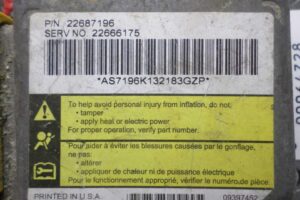 P/N 22687196
SERV NO. 22666175
*AS7196K132183GZP*
To help avoid personal injury from inflation, do not,
• tamper
• apply heat or electric power
For proper operation, verify part number.
Pour aider à éviter les blessures causées par le gonflage,
ne pas:
• altérer
• appliquer de chaleur ni de puissance électrique
Pour le functionnement approprié, vérifier le numéro de pièce.
PRINTED IN U.S.A.
09397452